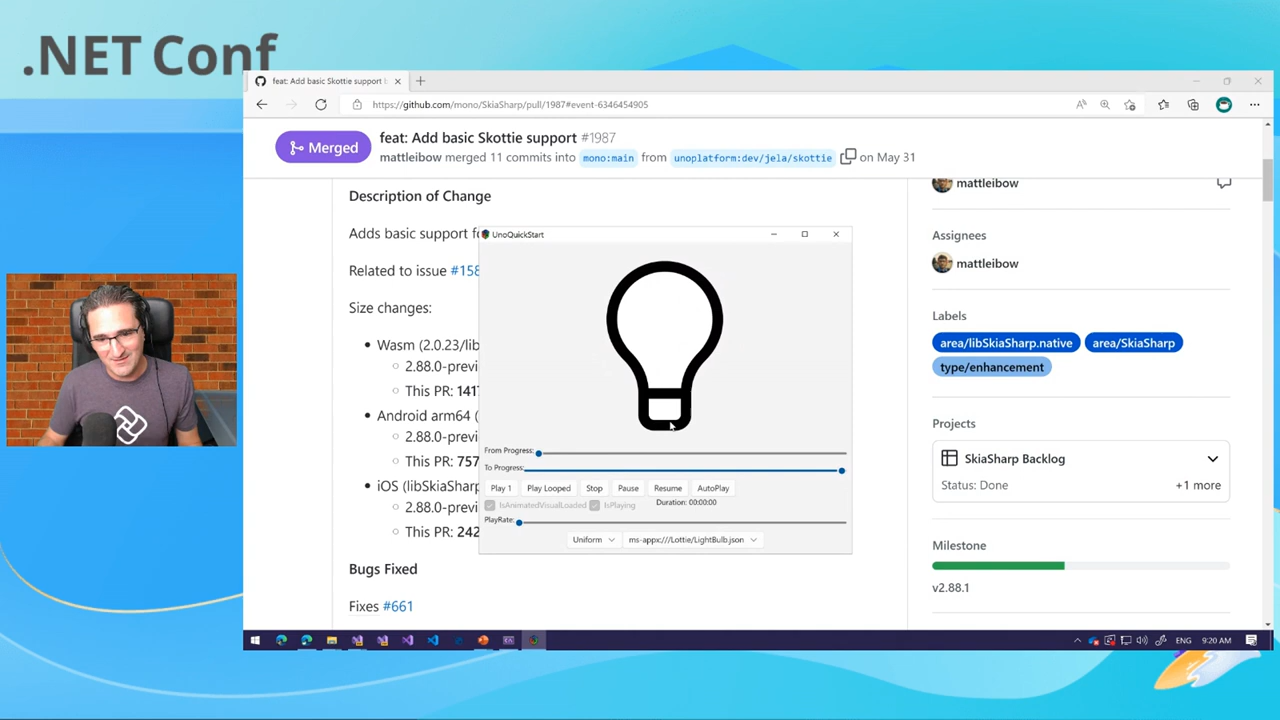 .NET Conf
feat: Add basic Skottie support b
https://github.com/mono/SkiaSharp/pull/1987#event-6346454905
Merged
feat: Add basic Skottie support #1987
mattleibow merged 11 commits into mono:main from unoplatform:dev/jela/skottie on May 31
Description of Change
Adds basic support fo
Related to issue #158
Size changes:
Wasm (2.0.23/lib
2.88.0-previ
This PR: 1417
Android arm64 (
2.88.0-previ
This PR: 757
iOS (libSkiaSharp
2.88.0-previ
This PR: 242
Bugs Fixed
Fixes #661
UnoQuickStart
From Progress:
To Progress:
Play 1
Play Looped
Stop
Pause
Resume
AutoPlay
IsAnimatedVisualLoaded
IsPlaying
Duration: 00:00:00
PlayRate:
Uniform
ms-appx:///Lottie/LightBulb.json
mattleibow
Assignees
mattleibow
Labels
area/libSkiaSharp.native
area/SkiaSharp
type/enhancement
Projects
SkiaSharp Backlog
Status: Done
+1 more
Milestone
v2.88.1
ENG
9:20 AM